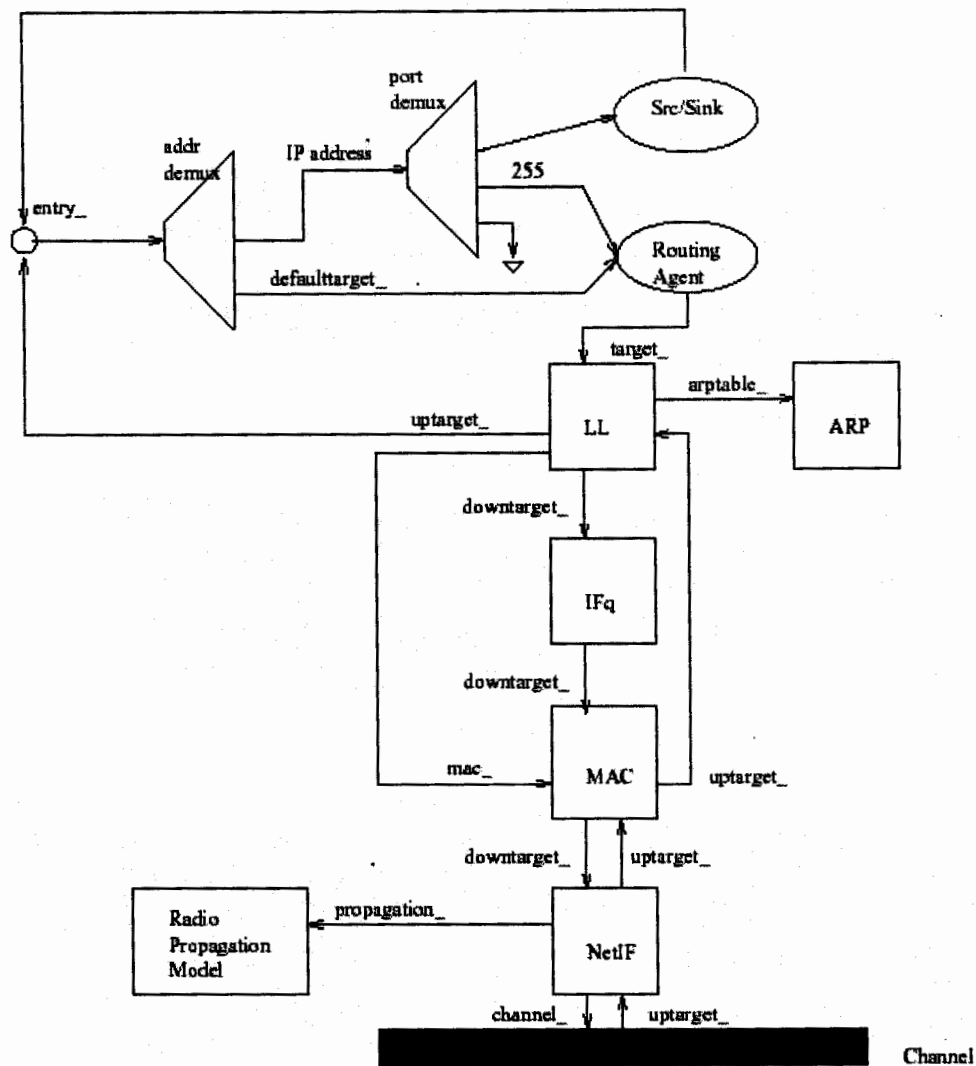 port
demux
Src/Sink
addr
demux
IP address
255
entry_
Routing
Agent
defaulttarget_
target_
arptable_
uptarget_
LL
ARP
downtarget_
IFq
downtarget_
mac_
MAC
uptarget_
downtarget_
uptarget_
propagation_
Radio
Propagation
Model
NetIF
channel_
uptarget_
Channel